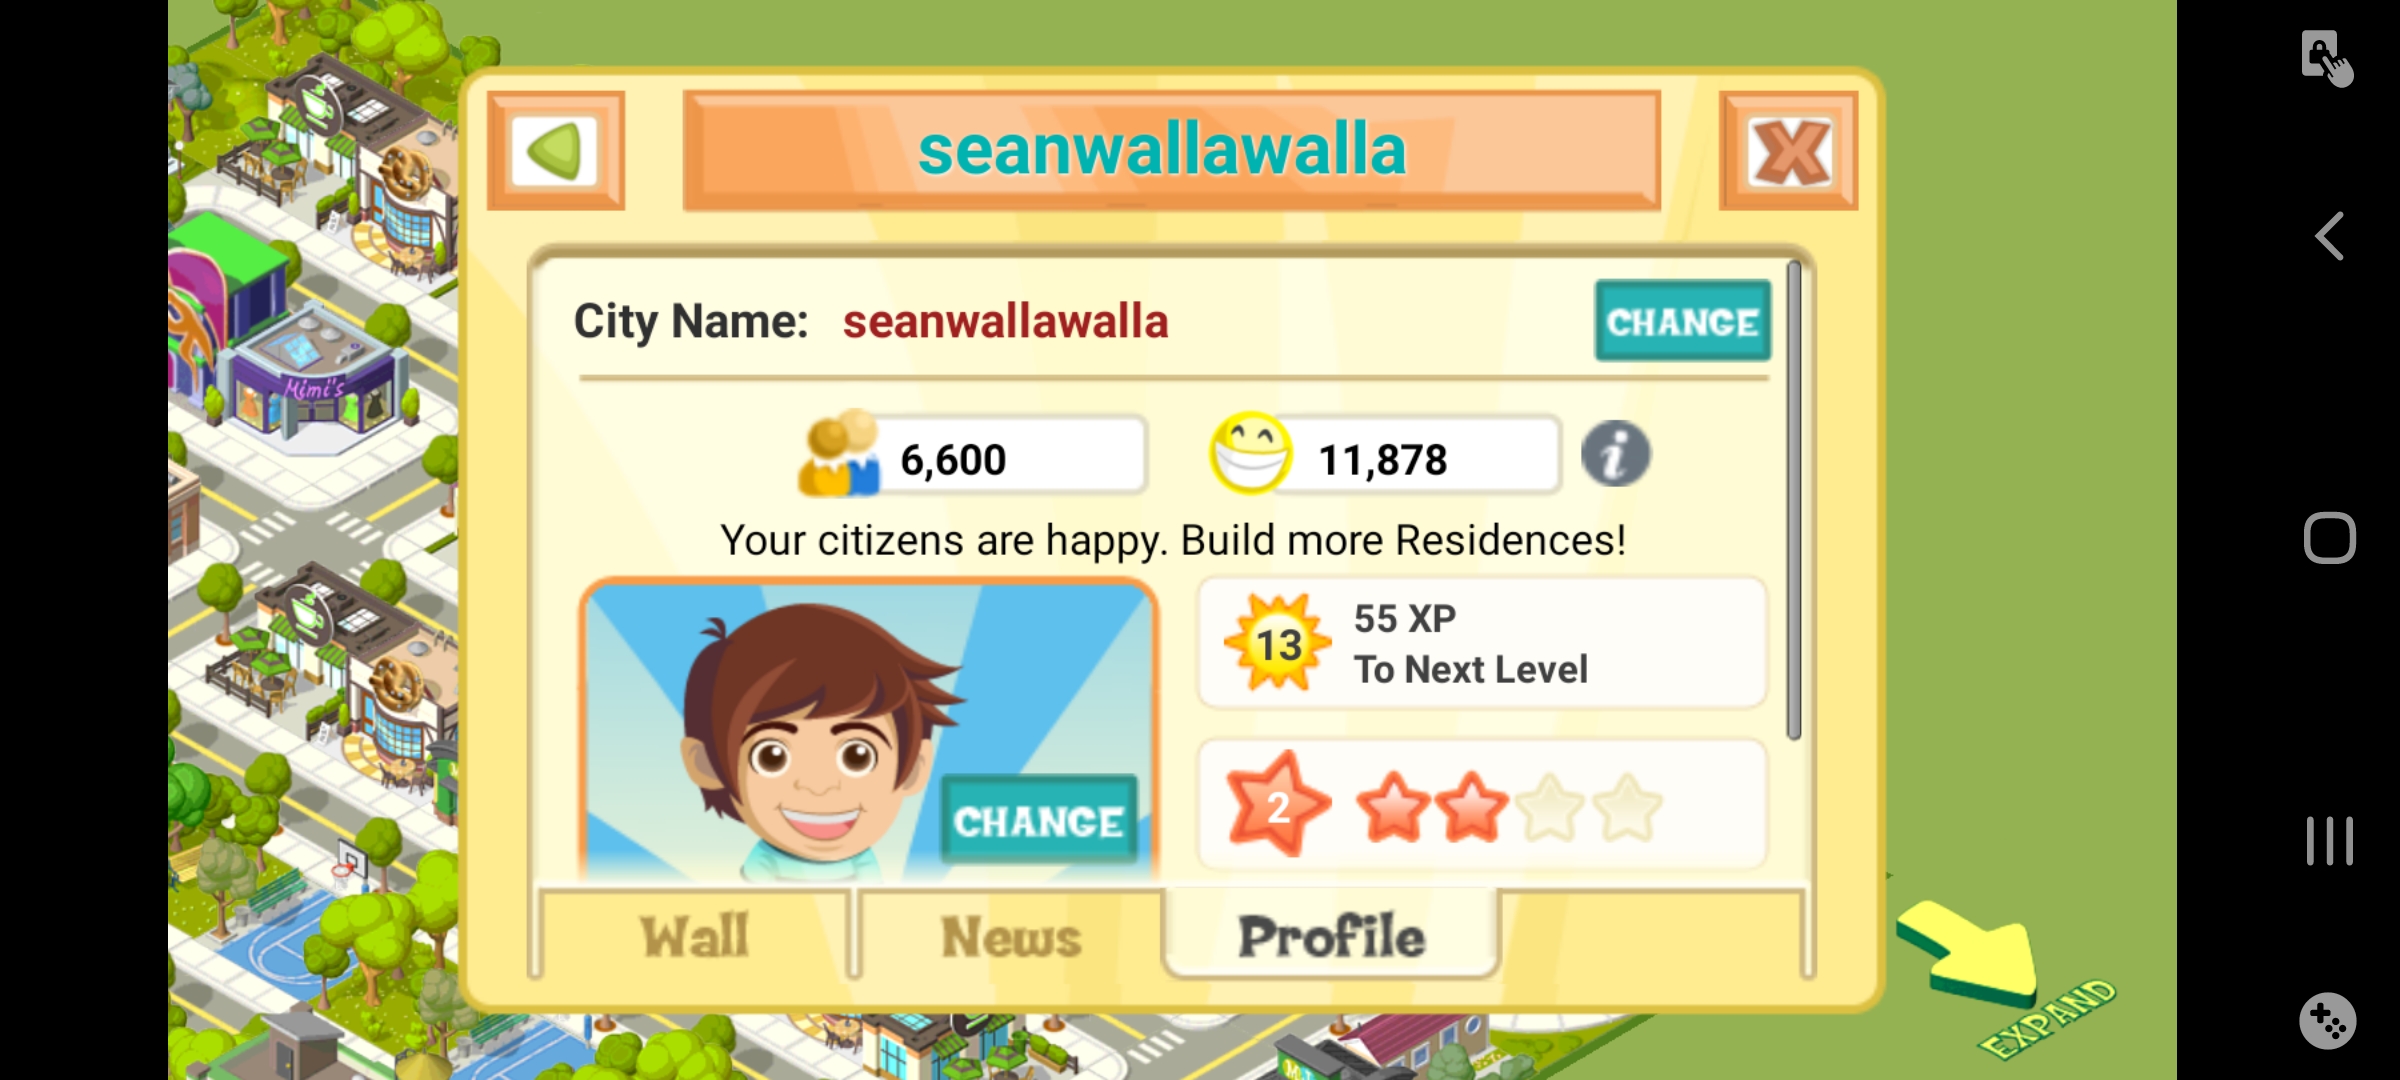 seanwallawalla
City Name: seanwallawalla
CHANGE
6,600
11,878
i
Your citizens are happy. Build more Residences!
13
55 XP
To Next Level
2
CHANGE
Wall
News
Profile
Mimi's
EXPAND